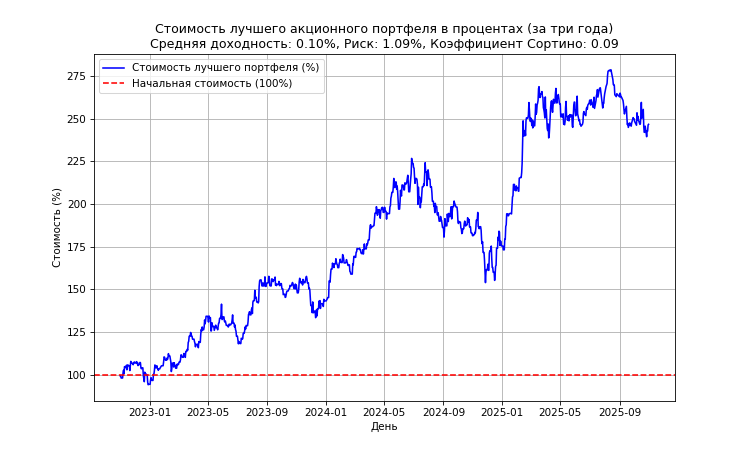 Стоимость лучшего акционного портфеля в процентах (за три года)
Средняя доходность: 0.10%, Риск: 1.09%, Коэффициент Сортино: 0.09
Стоимость лучшего портфеля (%)
Начальная стоимость (100%)
Стоимость (%)
275
250
225
200
175
150
125
100
2023-01 2023-05 2023-09 2024-01 2024-05 2024-09 2025-01 2025-05 2025-09
День